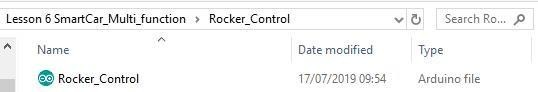 Lesson 6 SmartCar_Multi_function > Rocker_Control Search Ro...
Name Date modified Type
Rocker_Control 17/07/2019 09:54 Arduino file